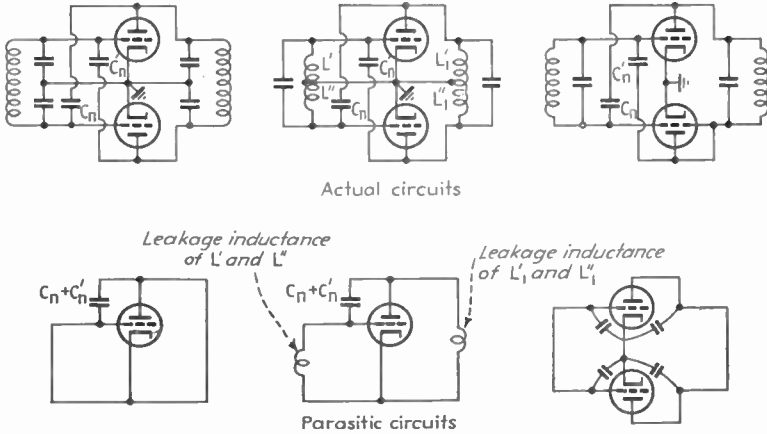 C'n
Cn
L'
L"
C'n
Cn
L'1
L"1
C'n
Cn
Actual circuits
Leakage inductance
of L' and L"
Leakage inductance
of L'1 and L"1
Cn+C'n
Cn+C'n
Parasitic circuits